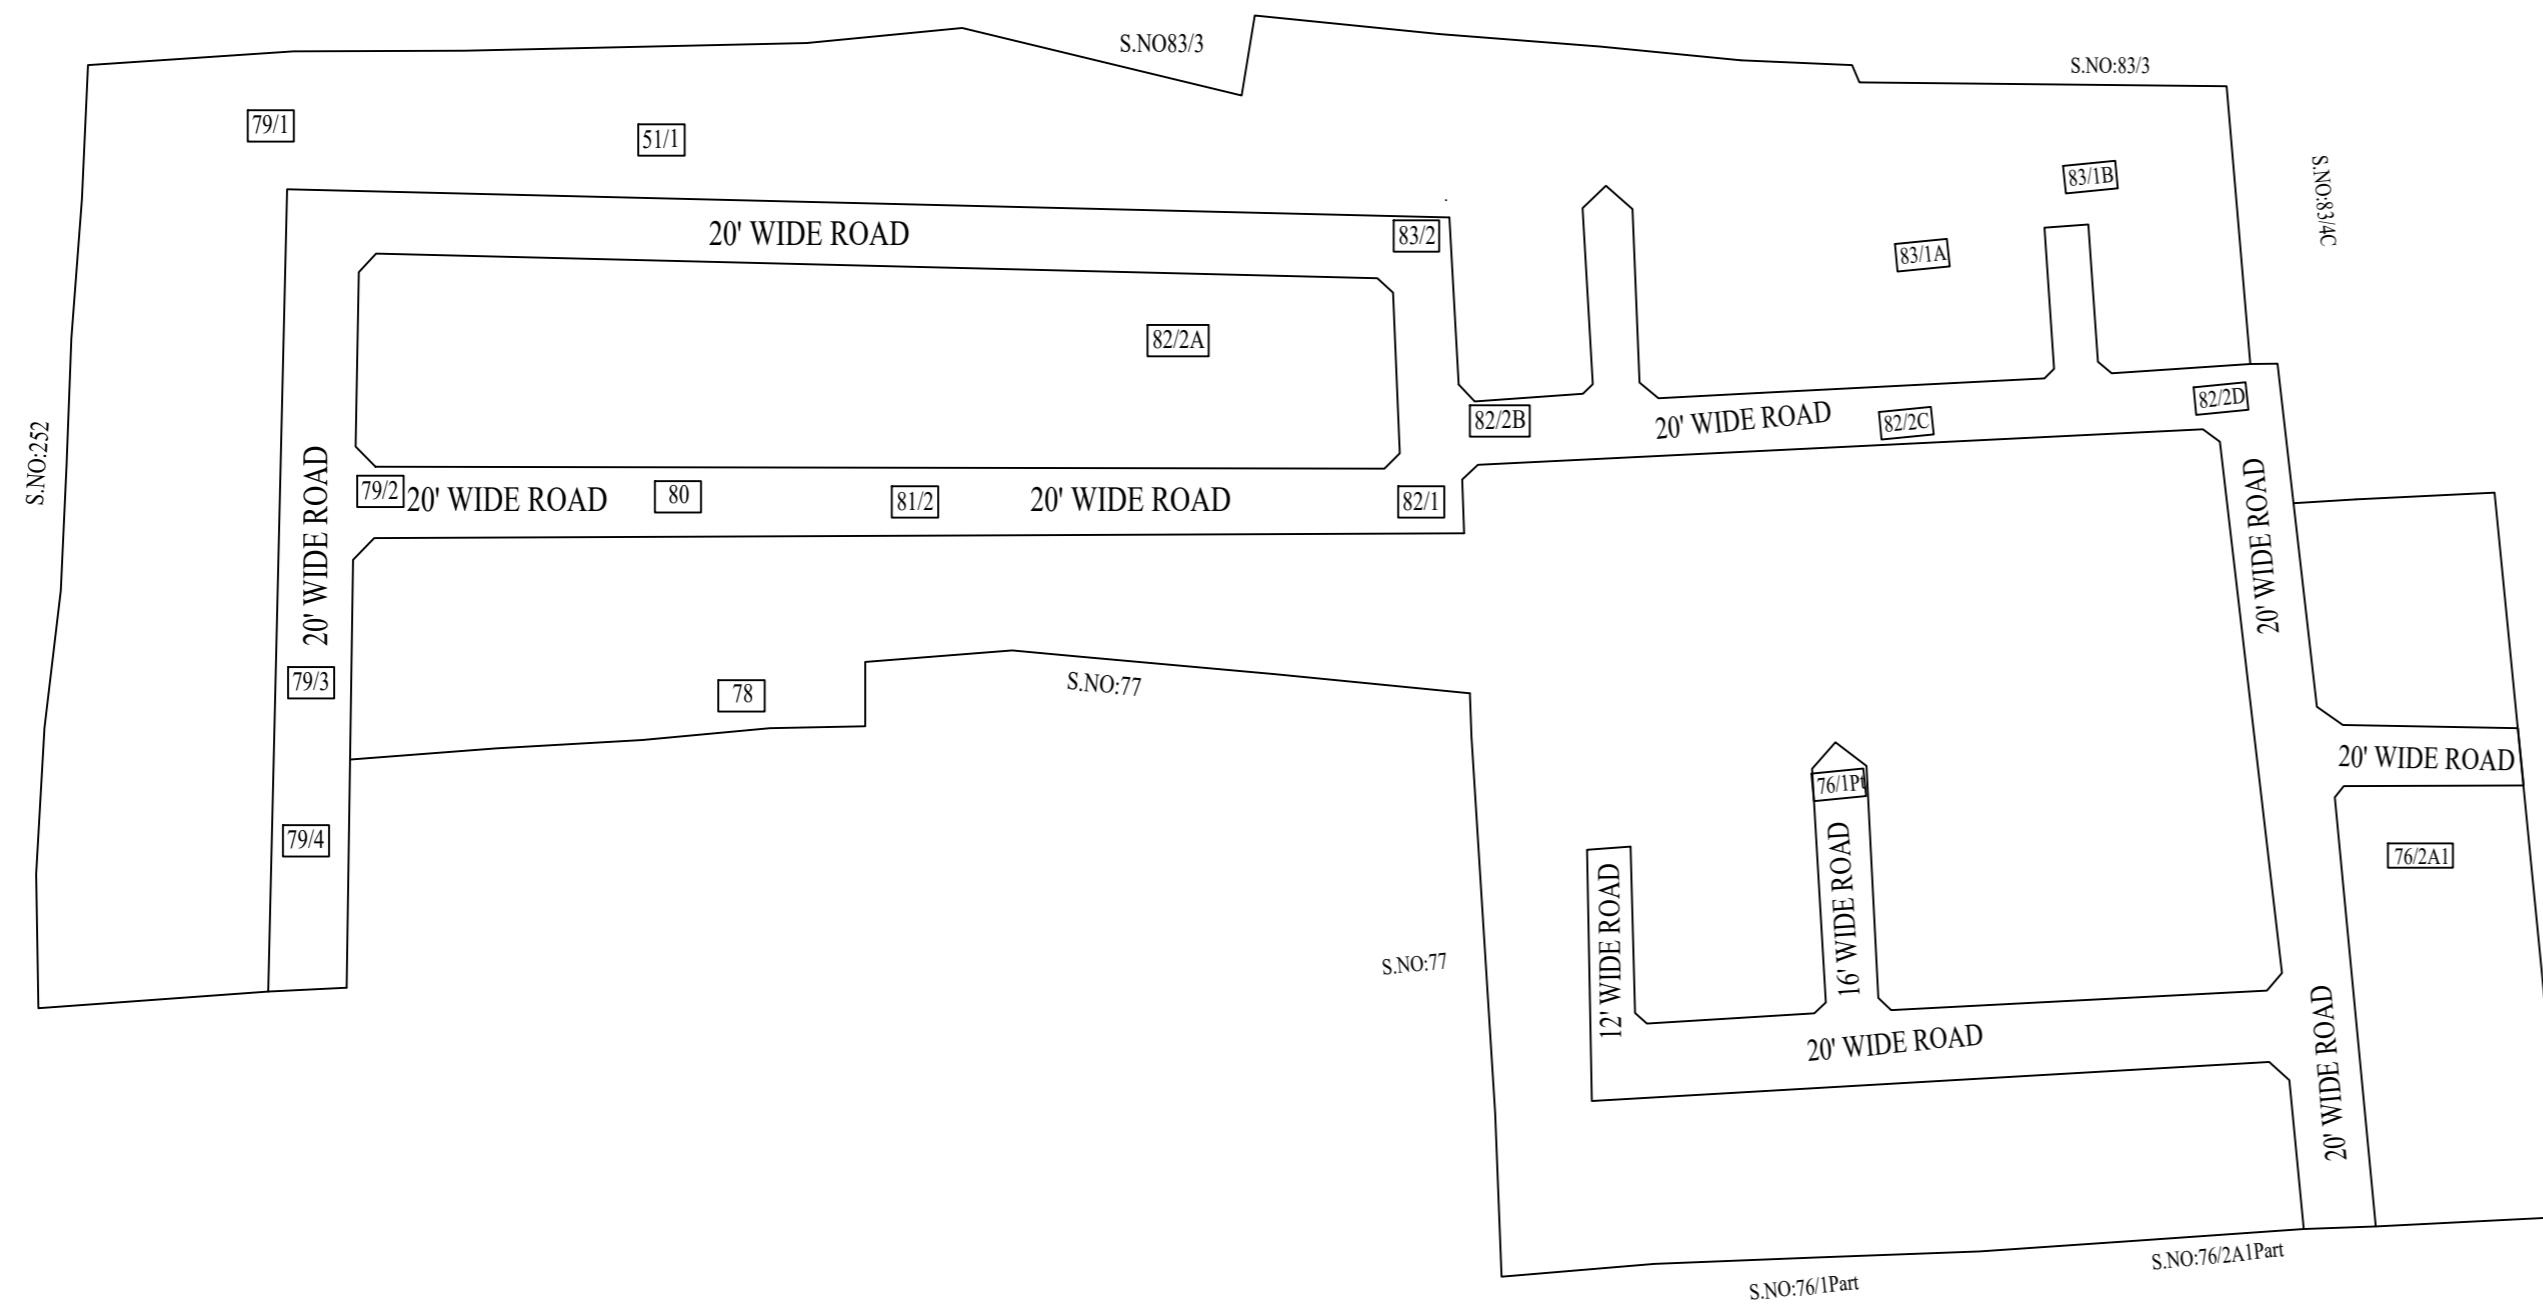 S.NO83/3
S.NO:83/3
79/1
51/1
83/1B
S.NO:83/4C
20' WIDE ROAD
83/2
83/1A
82/2A
82/2B
20' WIDE ROAD
82/2C
82/2D
S.NO:252
20' WIDE ROAD
79/2
20' WIDE ROAD
80
81/2
20' WIDE ROAD
82/1
20' WIDE ROAD
79/3
78
S.NO:77
20' WIDE ROAD
76/1Pt
79/4
76/2A1
12' WIDE ROAD
16' WIDE ROAD
S.NO:77
20' WIDE ROAD
20' WIDE ROAD
S.NO:76/2A1Part
S.NO:76/1Part